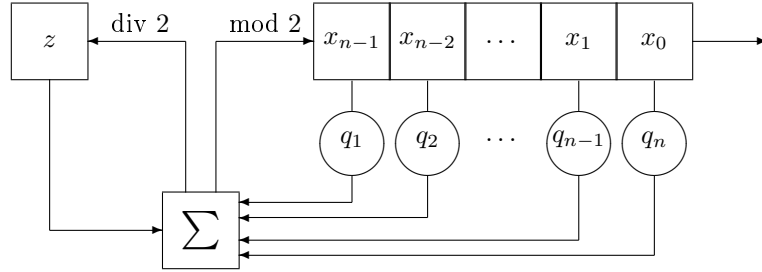 div 2 mod 2
z x_{n-1} x_{n-2} ⋯ x_1 x_0
q_1 q_2 ⋯ q_{n-1} q_n
∑